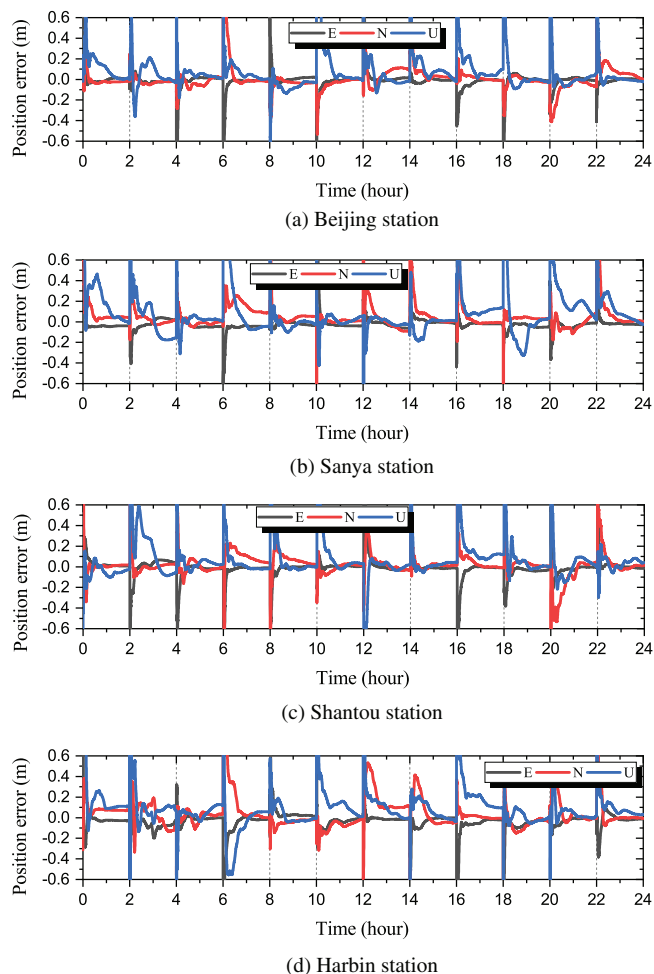 Position error (m)
0.6
0.4
0.2
0.0
-0.2
-0.4
-0.6
E N U
0 2 4 6 8 10 12 14 16 18 20 22 24
Time (hour)
(a) Beijing station
Position error (m)
0.6
0.4
0.2
0.0
-0.2
-0.4
-0.6
E N U
0 2 4 6 8 10 12 14 16 18 20 22 24
Time (hour)
(b) Sanya station
Position error (m)
0.6
0.4
0.2
0.0
-0.2
-0.4
-0.6
E N U
0 2 4 6 8 10 12 14 16 18 20 22 24
Time (hour)
(c) Shantou station
Position error (m)
0.6
0.4
0.2
0.0
-0.2
-0.4
-0.6
E N U
0 2 4 6 8 10 12 14 16 18 20 22 24
Time (hour)
(d) Harbin station